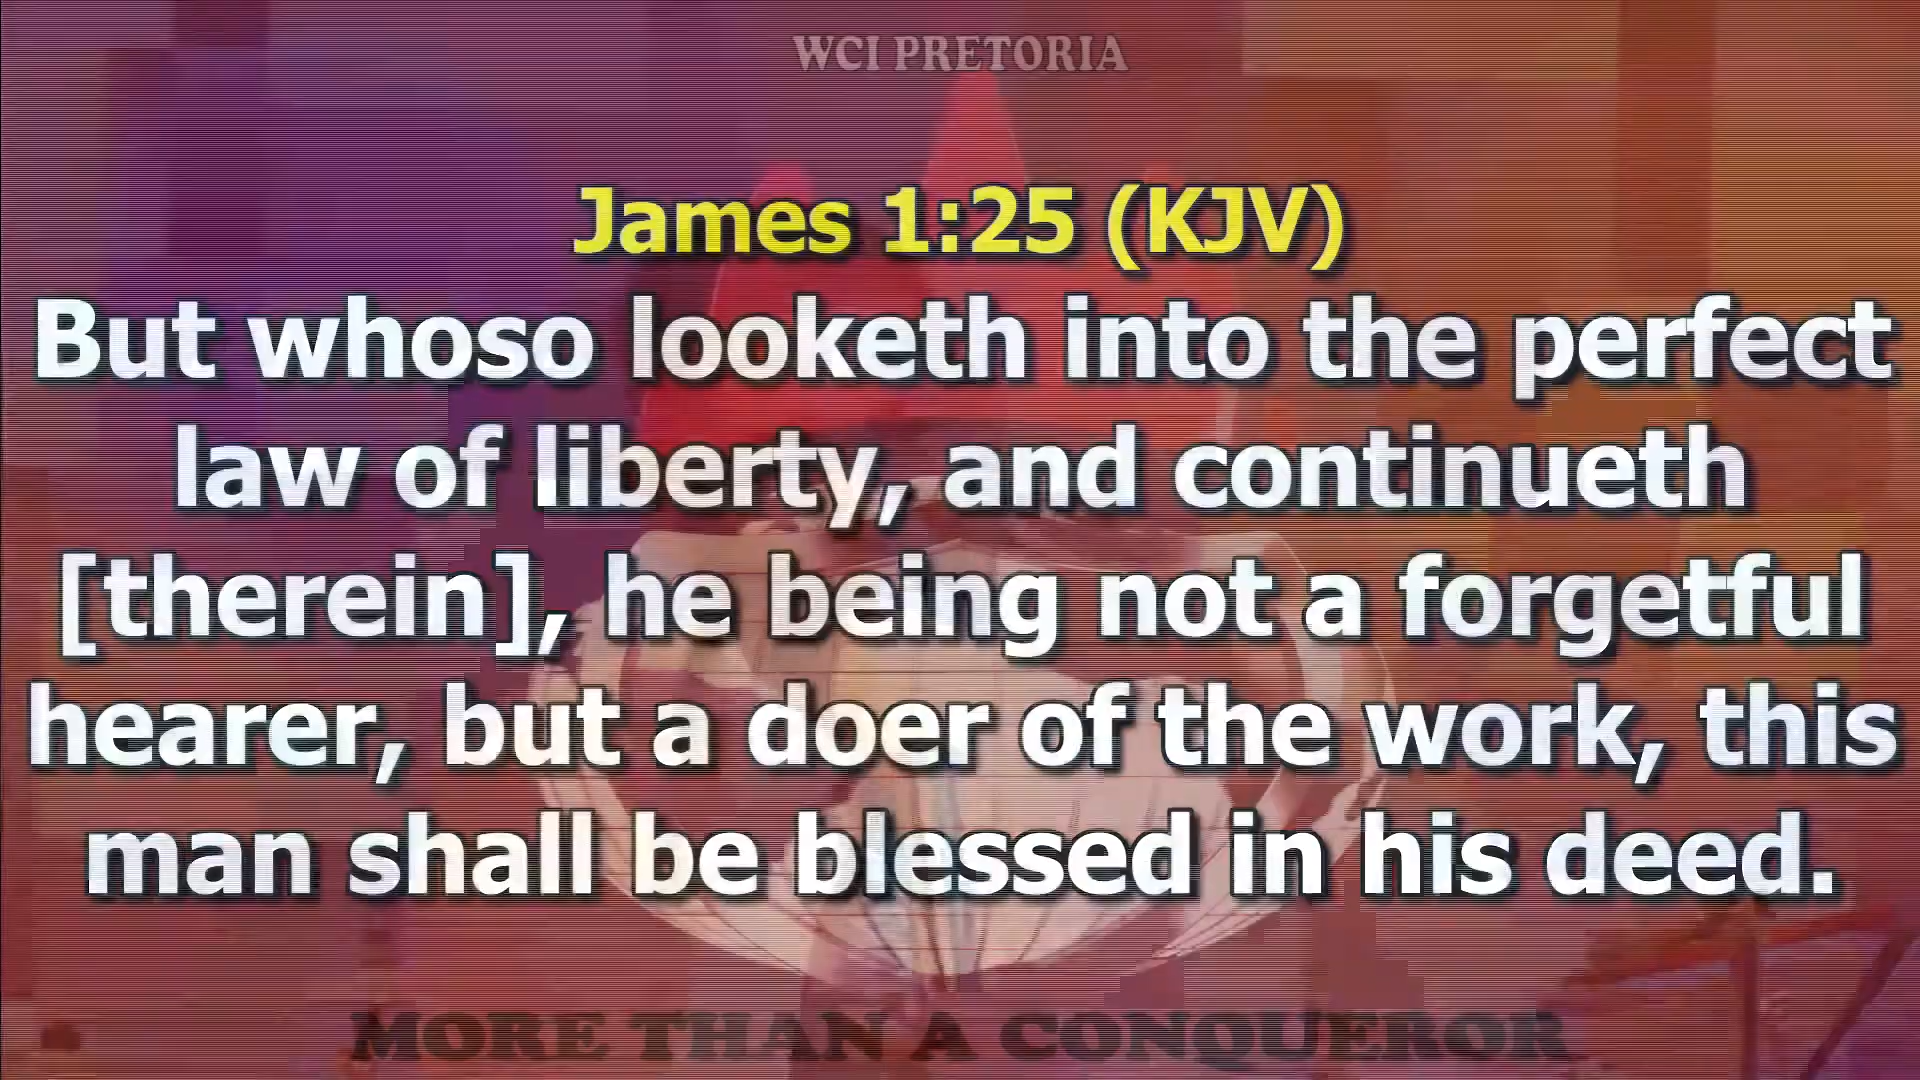 WCI PRETORIA
James 1:25 (KJV)
But whoso looketh into the perfect
law of liberty, and continueth
[therein], he being not a forgetful
hearer, but a doer of the work, this
man shall be blessed in his deed.
MORE THAN A CONQUEROR